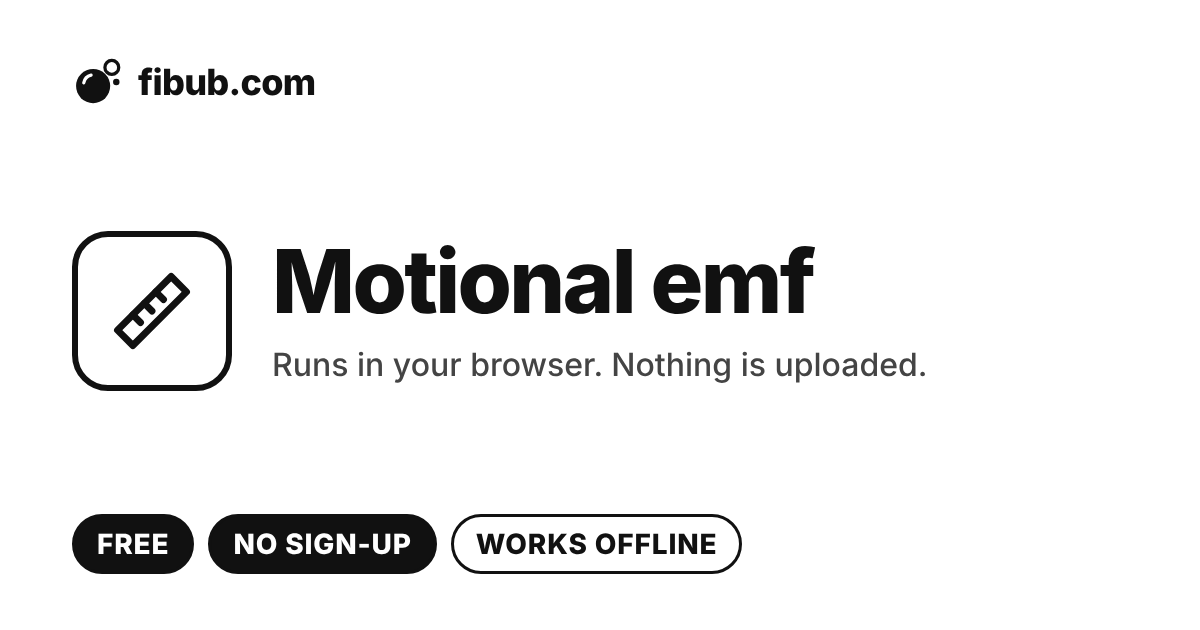 fibub.com
Motional emf
Runs in your browser. Nothing is uploaded.
FREE
NO SIGN-UP
WORKS OFFLINE